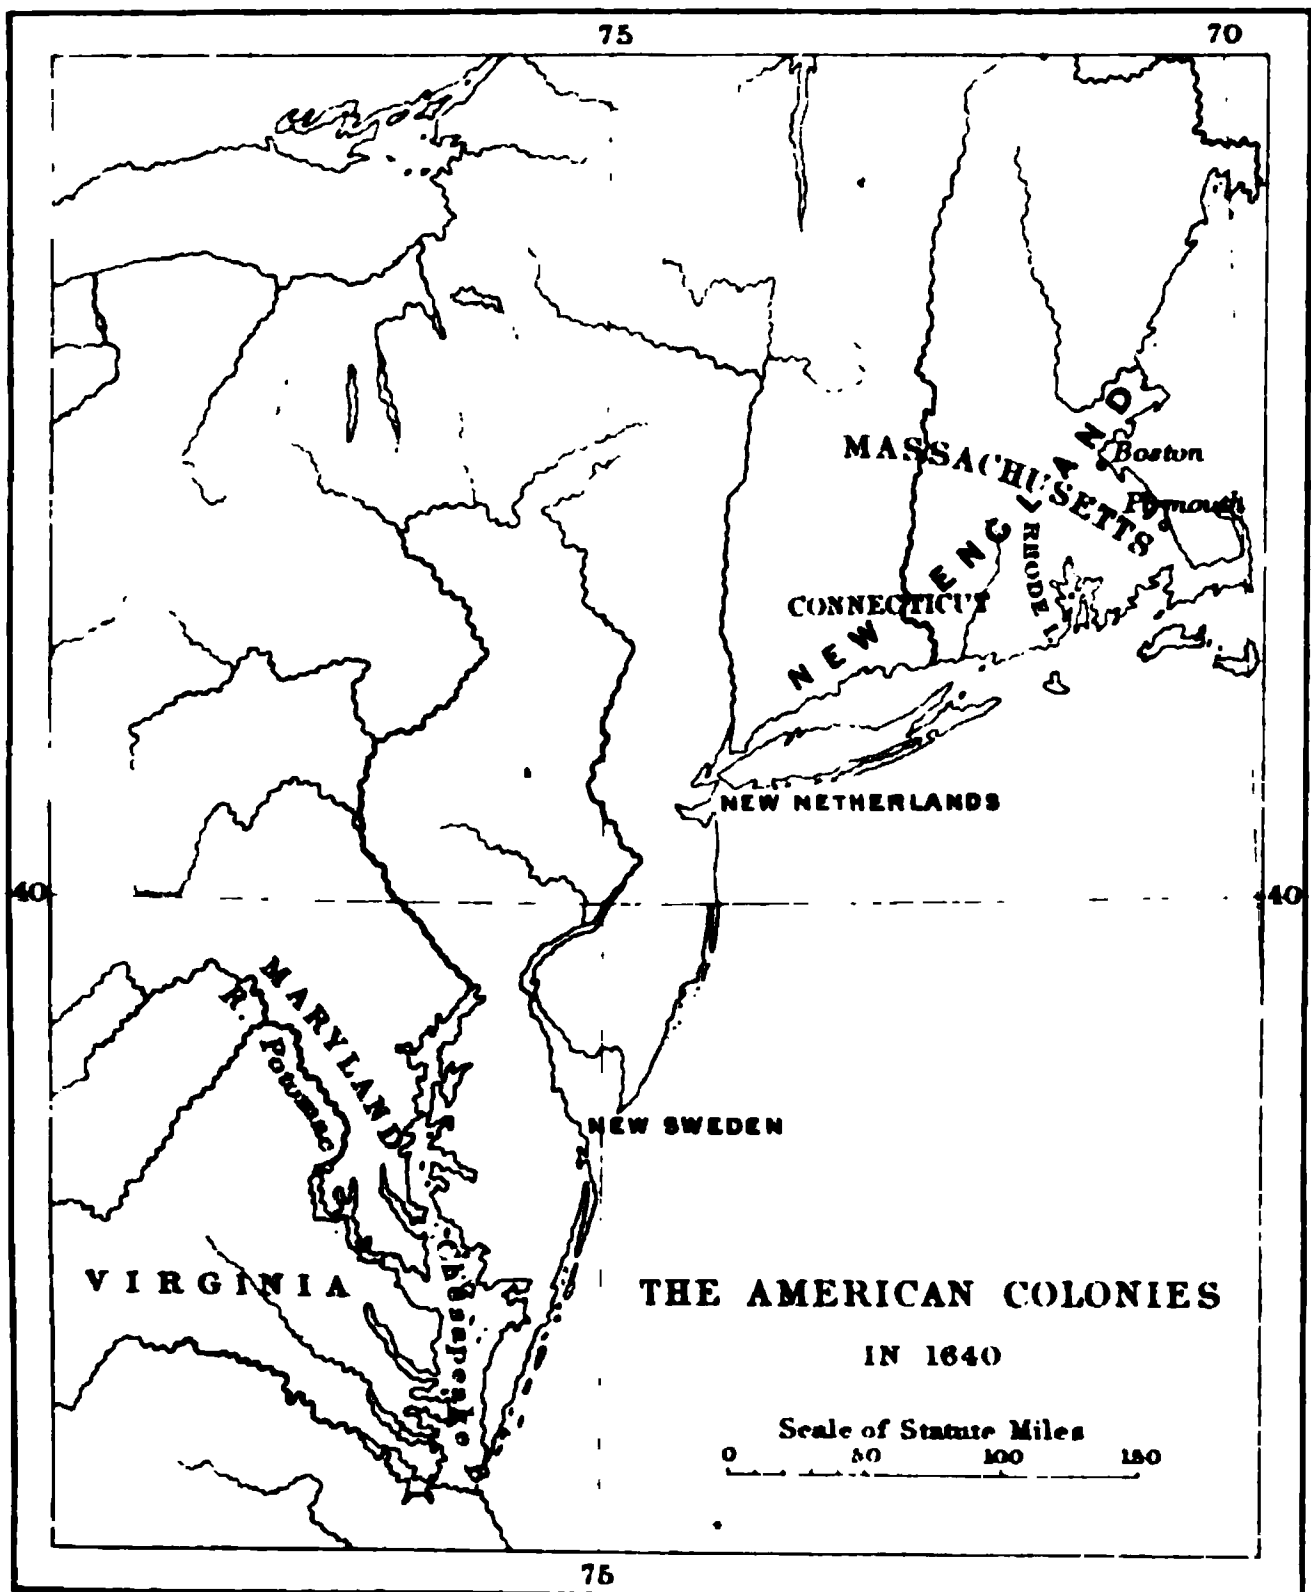 75 70
MASSACHUSETTS
NEW ENGLAND
Boston
Plymouth
RHODE I.
CONNECTICUT
NEW NETHERLANDS
40 40
MARYLAND
R. Potomac
NEW SWEDEN
VIRGINIA
Chesapeake
THE AMERICAN COLONIES
IN 1640
Scale of Statute Miles
0 50 100 150
75